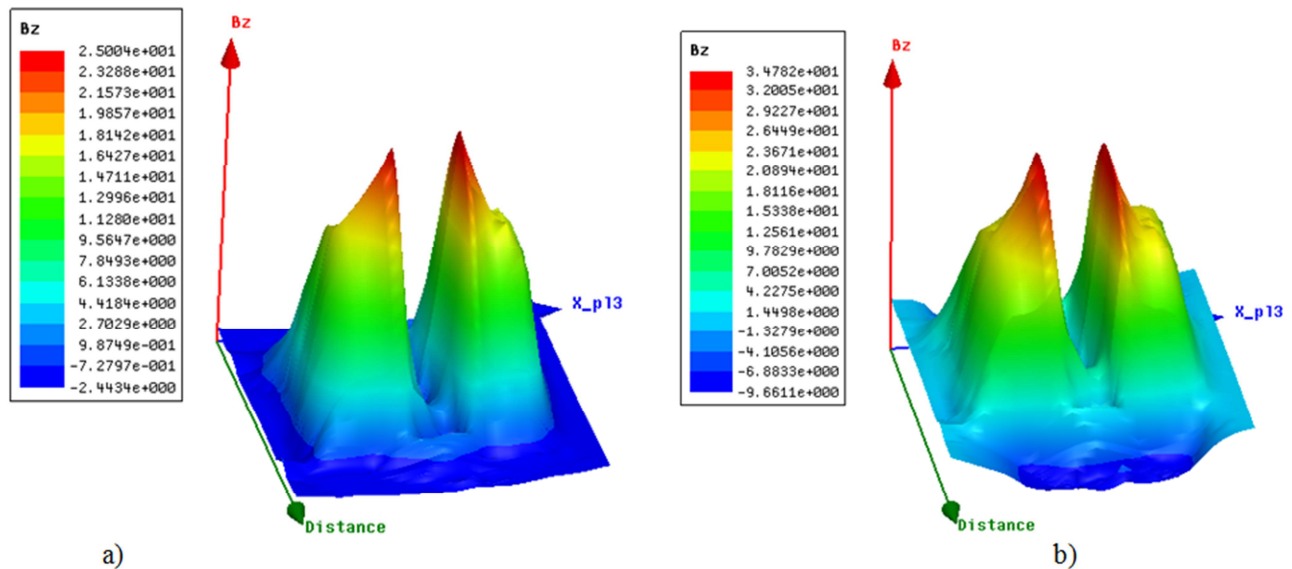 Bz
2.5004e+001
2.3288e+001
2.1573e+001
1.9857e+001
1.8142e+001
1.6427e+001
1.4711e+001
1.2996e+001
1.1280e+001
9.5647e+000
7.8493e+000
6.1338e+000
4.4184e+000
2.7029e+000
9.8749e-001
-7.2797e-001
-2.4434e+000
Bz
X_pl3
Distance
a)
Bz
3.4782e+001
3.2005e+001
2.9227e+001
2.6449e+001
2.3671e+001
2.0894e+001
1.8116e+001
1.5338e+001
1.2561e+001
9.7829e+000
7.0052e+000
4.2275e+000
1.4498e+000
-1.3279e+000
-4.1056e+000
-6.8833e+000
-9.6611e+000
Bz
X_pl3
Distance
b)